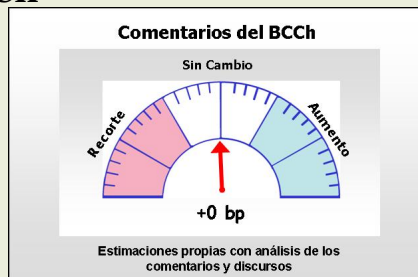 Comentarios del BCCh
Sin Cambio
Recorte
Aumento
+0 bp
Estimaciones propias con análisis de los
comentarios y discursos